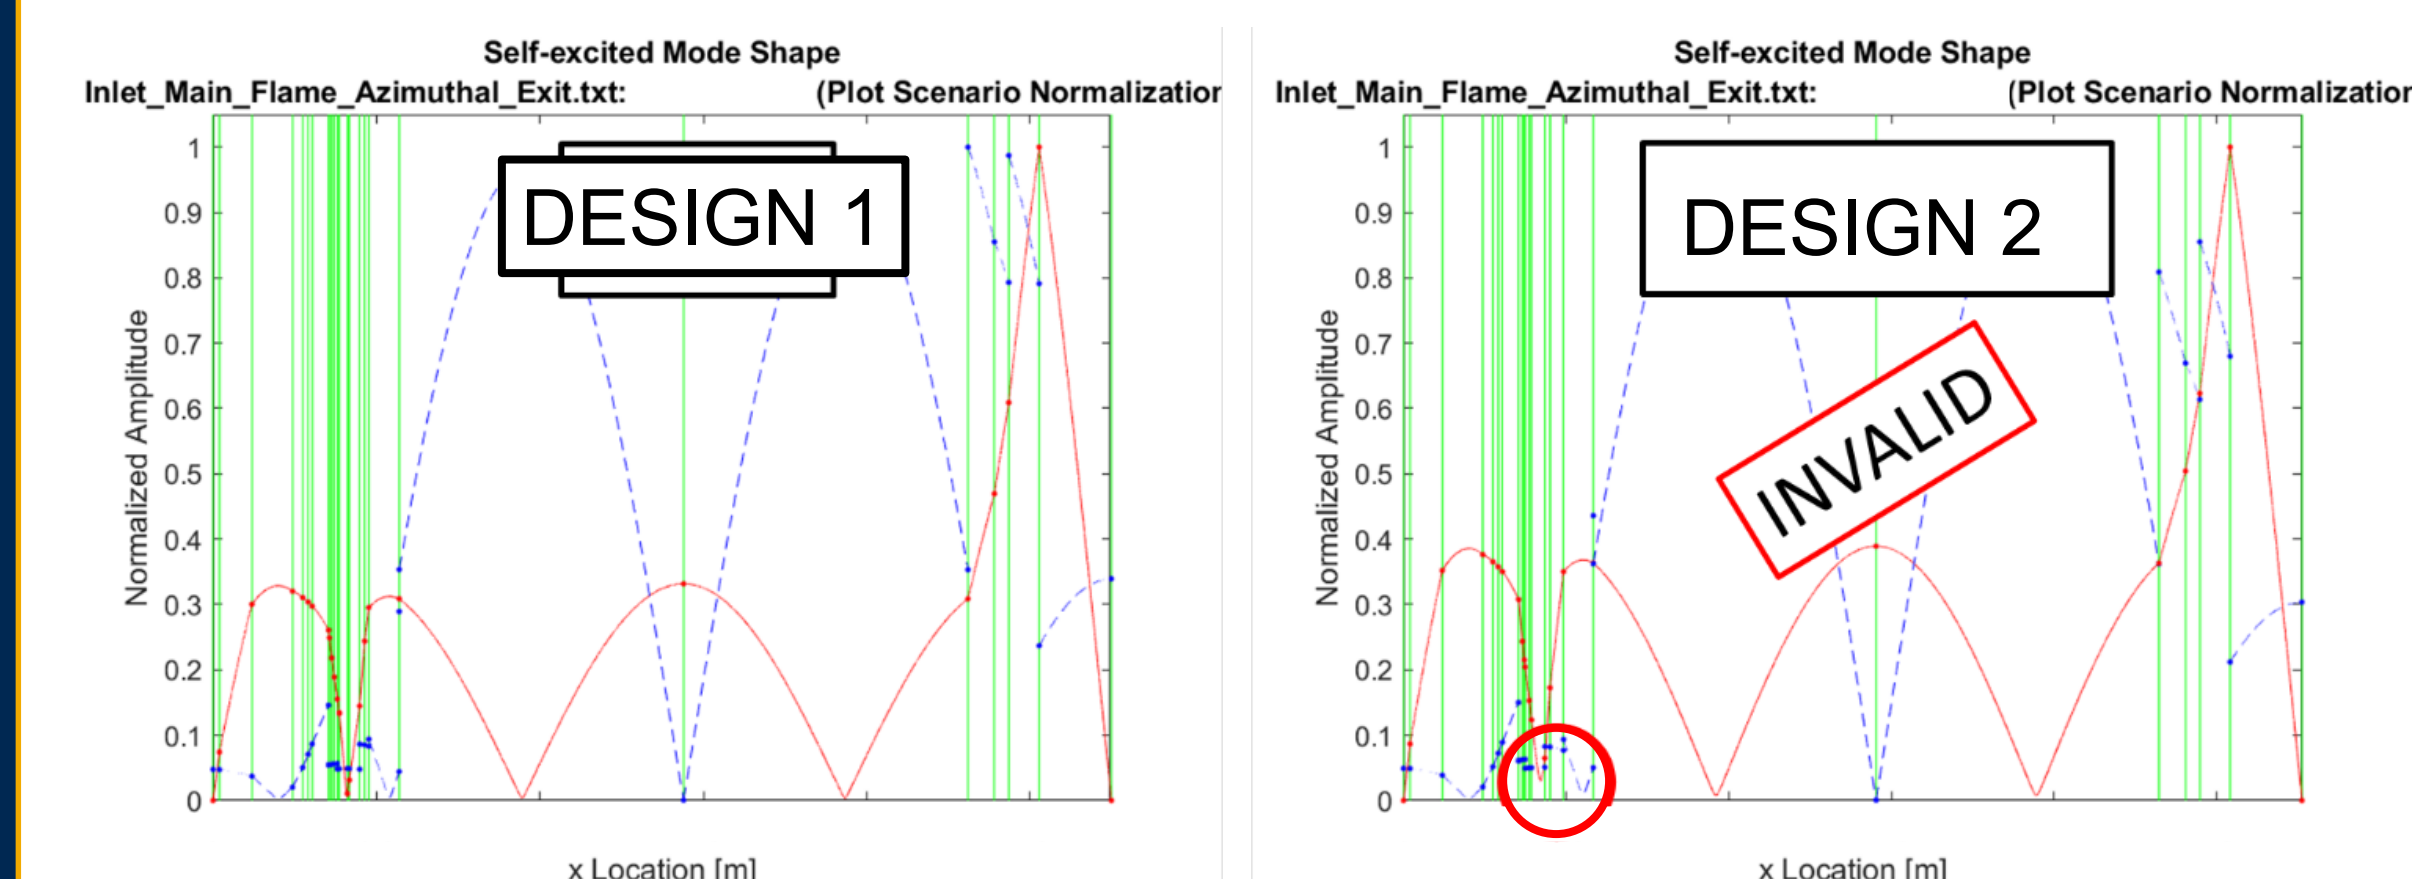 Self-excited Mode Shape
Inlet_Main_Flame_Azimuthal_Exit.txt: (Plot Scenario Normalization
DESIGN 1
Normalized Amplitude
1
0.9
0.8
0.7
0.6
0.5
0.4
0.3
0.2
0.1
0
x Location [m]
Self-excited Mode Shape
Inlet_Main_Flame_Azimuthal_Exit.txt: (Plot Scenario Normalization
DESIGN 2
INVALID
Normalized Amplitude
1
0.9
0.8
0.7
0.6
0.5
0.4
0.3
0.2
0.1
0
x Location [m]